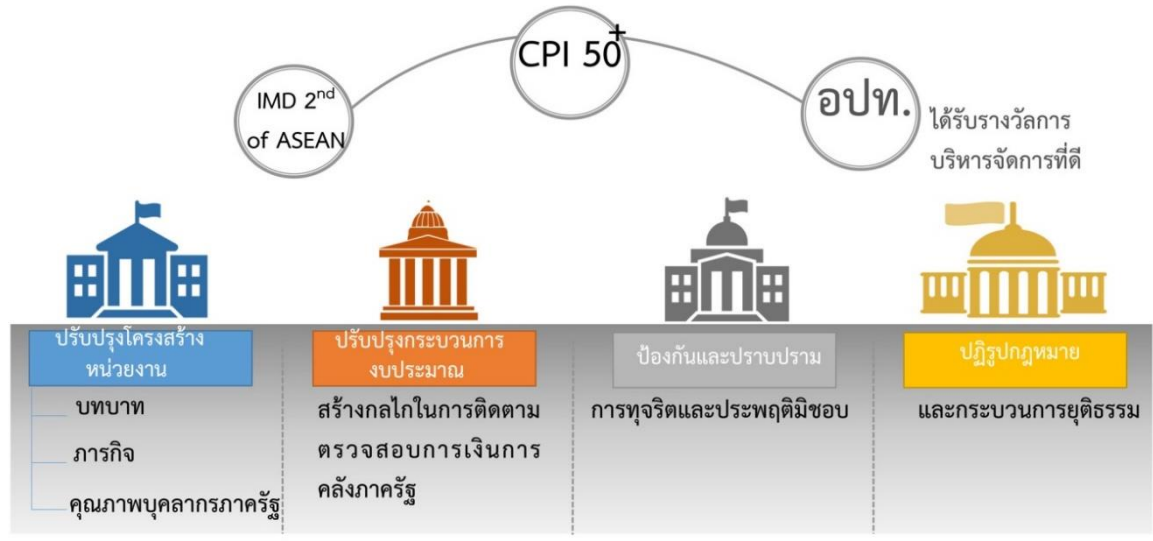 CPI 50+
IMD 2nd
of ASEAN
อปท.
ได้รับรางวัลการ
บริหารจัดการที่ดี
ปรับปรุงโครงสร้าง
หน่วยงาน
บทบาท
ภารกิจ
คุณภาพบุคลากรภาครัฐ
ปรับปรุงกระบวนการ
งบประมาณ
สร้างกลไกในการติดตาม
ตรวจสอบการเงินการ
คลังภาครัฐ
ป้องกันและปราบปราม
การทุจริตและประพฤติมิชอบ
ปฏิรูปกฎหมาย
และกระบวนการยุติธรรม